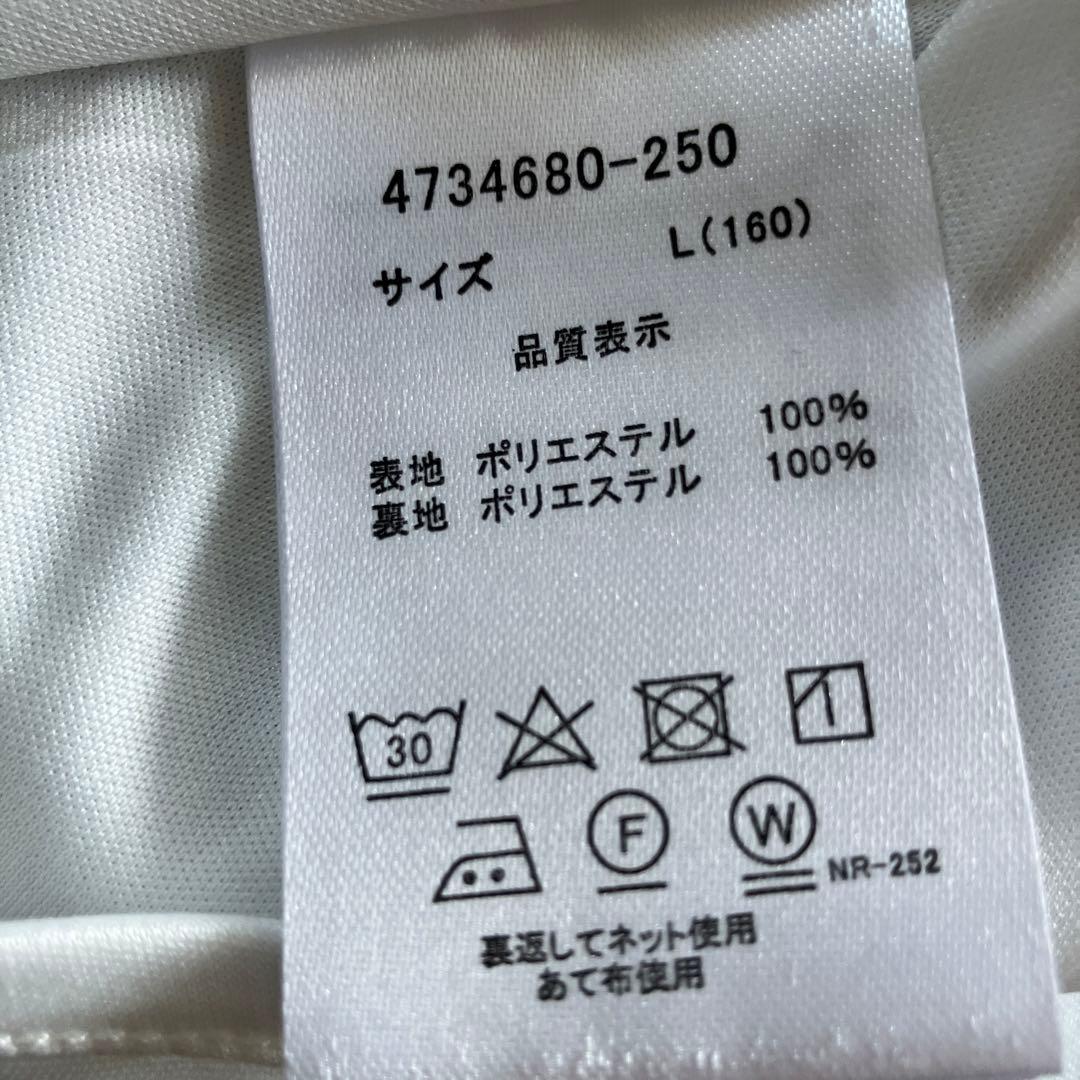 4734680-250
サイズ L(160)
品質表示
表地 ポリエステル 100%
裏地 ポリエステル 100%
30
F W NR-252
裏返してネット使用
あて布使用